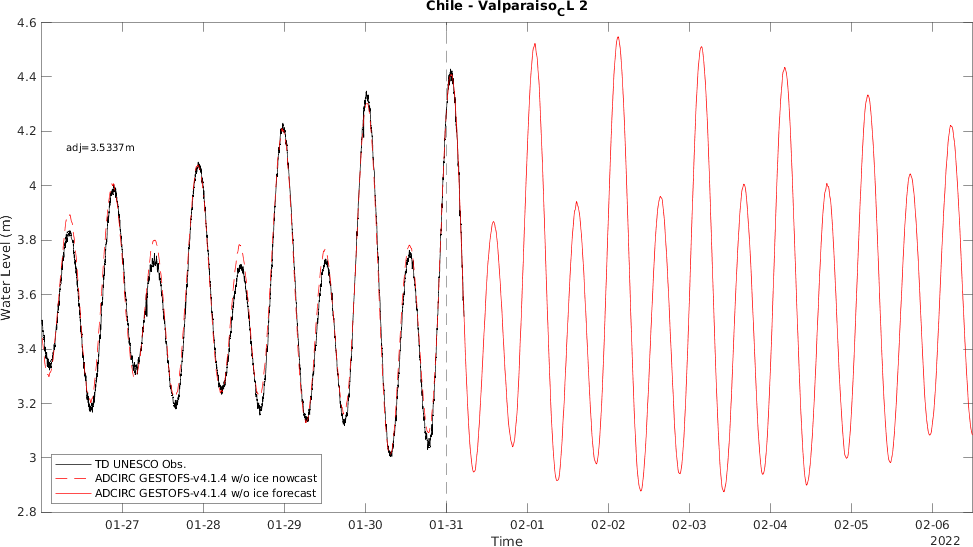 Chile - Valparaiso_CL 2
4.6
4.4
4.2
4
3.8
3.6
3.4
3.2
3
2.8
Water Level (m)
adj=3.5337m
TD UNESCO Obs.
ADCIRC GESTOFS-v4.1.4 w/o ice nowcast
ADCIRC GESTOFS-v4.1.4 w/o ice forecast
01-27 01-28 01-29 01-30 01-31 02-01 02-02 02-03 02-04 02-05 02-06
Time
2022